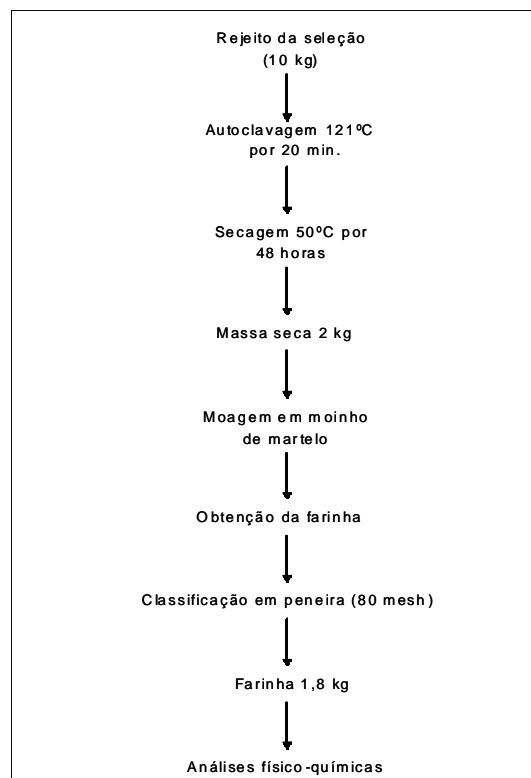 Rejeito da seleção
(10 kg)
Autoclavagem 121ºC
por 20 min.
Secagem 50ºC por
48 horas
Massa seca 2 kg
Moagem em moinho
de martelo
Obtenção da farinha
Classificação em peneira (80 mesh)
Farinha 1,8 kg
Análises físico-químicas